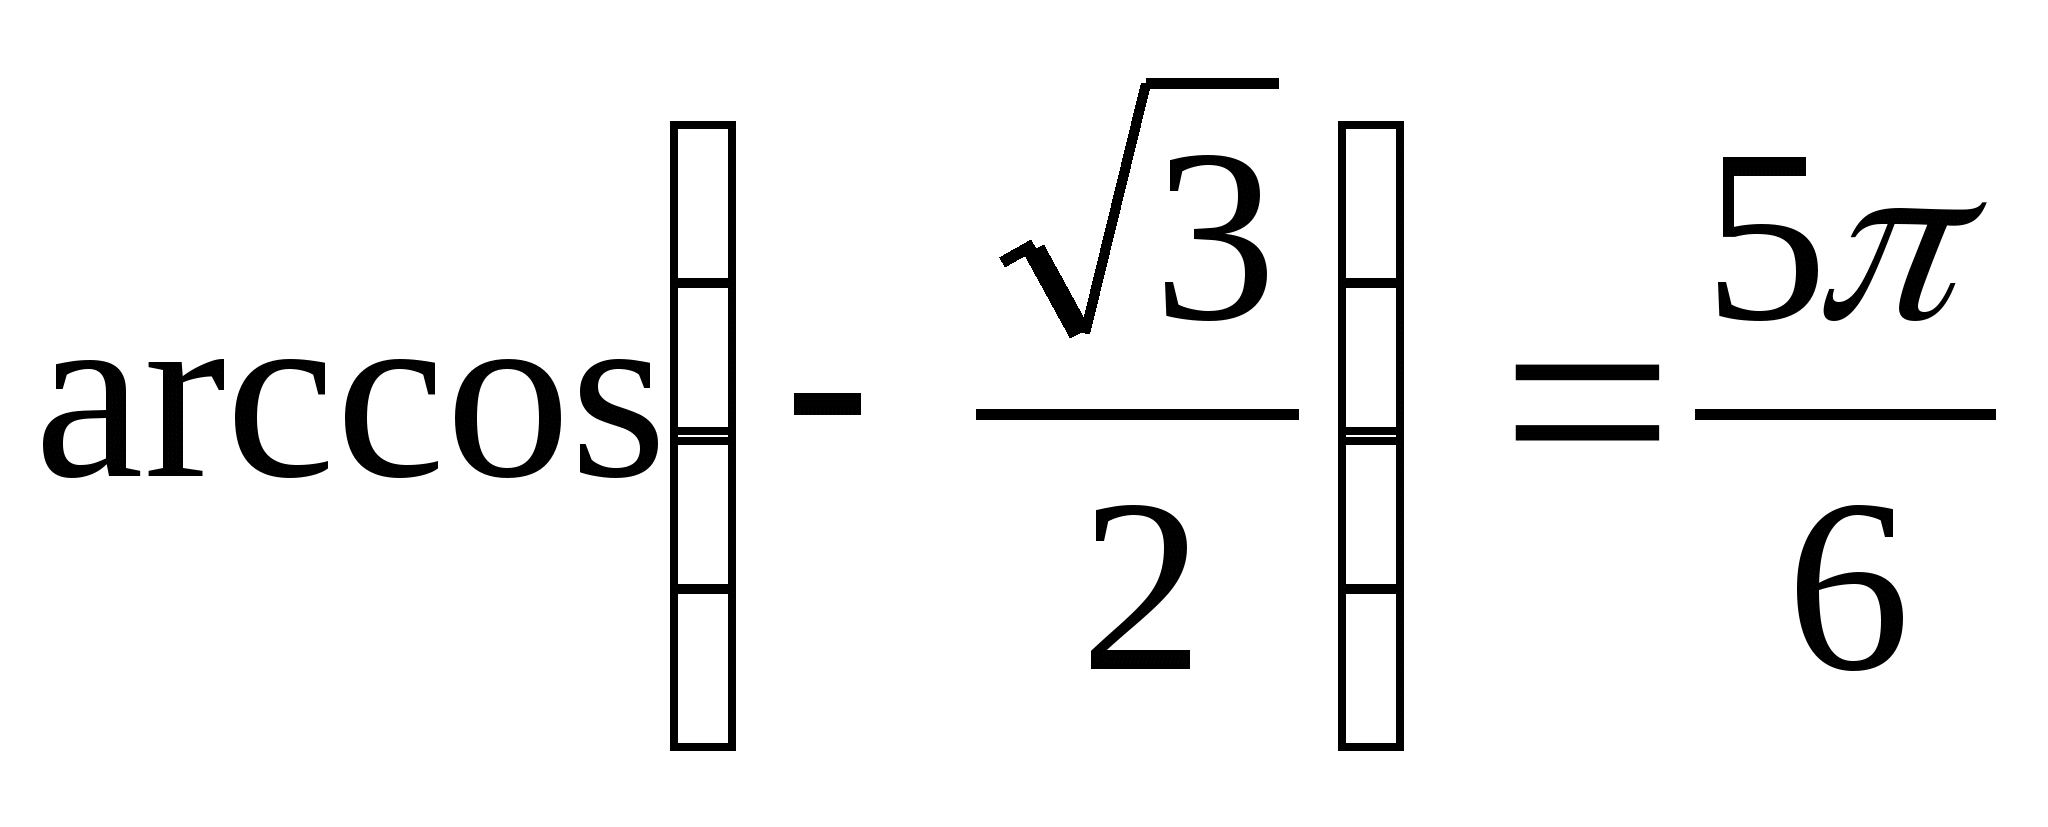 arccos(-√3/2) = 5π/6